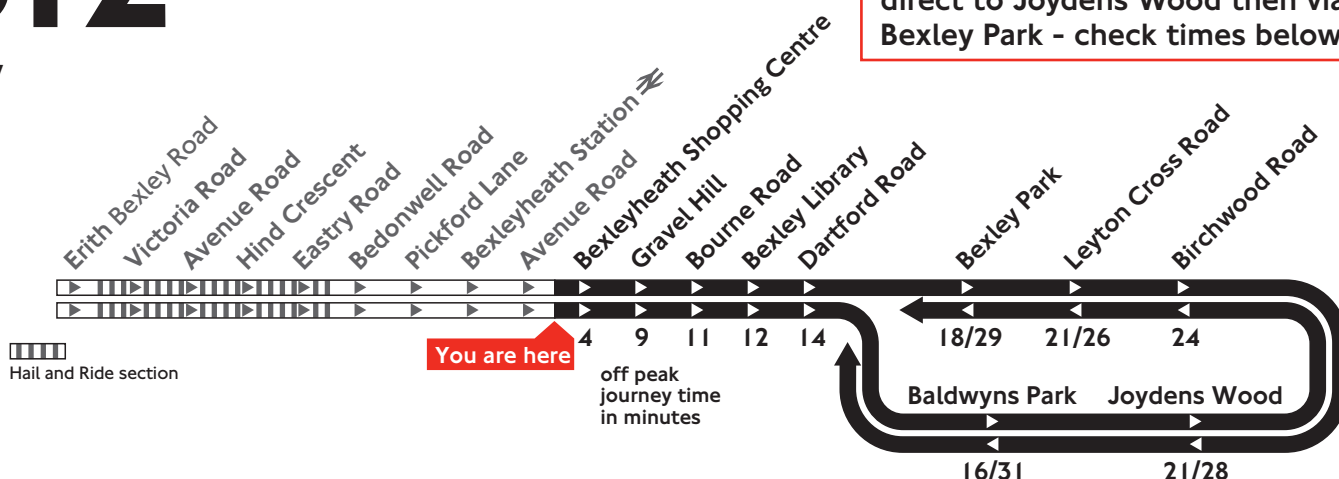 direct to Joydens Wood then via
Bexley Park - check times below
Erith Bexley Road
Victoria Road
Avenue Road
Hind Crescent
Eastry Road
Bedonwell Road
Pickford Lane
Bexleyheath Station
Avenue Road
Bexleyheath Shopping Centre
Gravel Hill
Bourne Road
Bexley Library
Dartford Road
Bexley Park
Leyton Cross Road
Birchwood Road
4 9 11 12 14 18/29 21/26 24
You are here
Hail and Ride section
off peak
journey time
in minutes
Baldwyns Park Joydens Wood
16/31 21/28